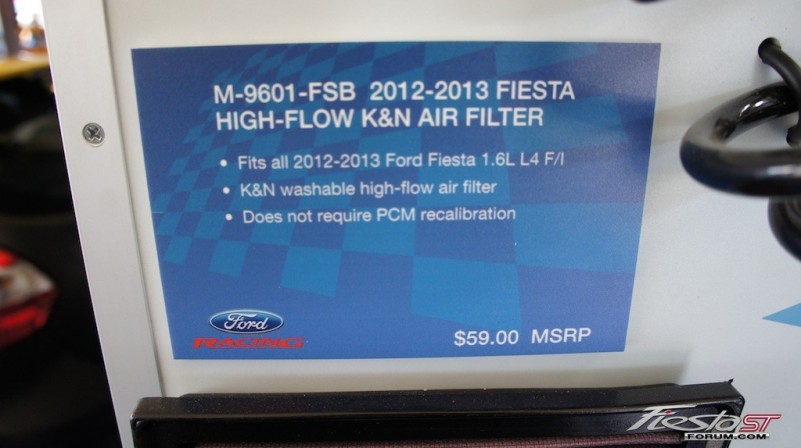 M-9601-FSB 2012-2013 FIESTA
HIGH-FLOW K&N AIR FILTER
• Fits all 2012-2013 Ford Fiesta 1.6L L4 F/I
• K&N washable high-flow air filter
• Does not require PCM recalibration
Ford
RACING
$59.00 MSRP
FiestaST
FORUM.COM